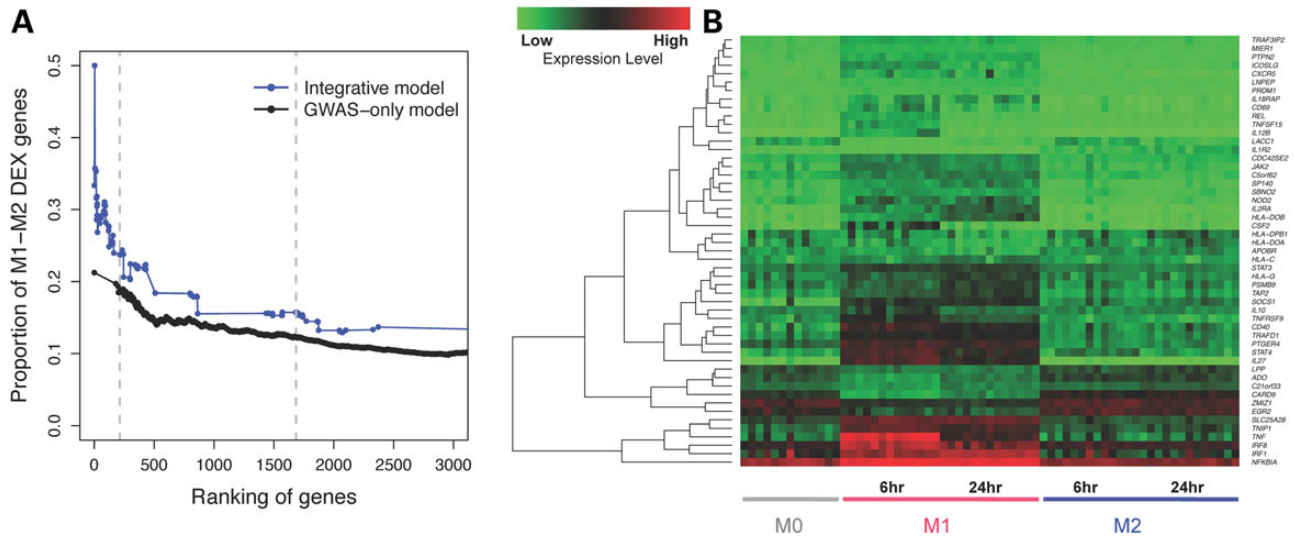 A
Proportion of M1−M2 DEX genes
0.5
0.4
0.3
0.2
0.1
0.0
Integrative model
GWAS−only model
0 500 1000 1500 2000 2500 3000
Ranking of genes
Low High
Expression Level
B
TRAF3IP2
MIER1
PTPN2
ICOSLG
CXCR5
LNPEP
PRDM1
IL18RAP
CD69
REL
TNFSF15
IL12B
LACC1
IL1R2
CDC42SE2
JAK2
C5orf62
SP140
SBNO2
NOD2
IL2RA
HLA−DOB
CSF2
HLA−DPB1
HLA−DOA
APOBR
HLA−C
STAT3
HLA−G
PSMB9
TAP2
SOCS1
IL10
TNFRSF9
CD40
TRAFD1
PTGER4
STAT4
IL27
LPP
ADO
C21orf33
CARD9
ZMIZ1
EGR2
SLC25A28
TNIP1
TNF
IRF8
IRF1
NFKBIA
6hr 24hr 6hr 24hr
M0 M1 M2